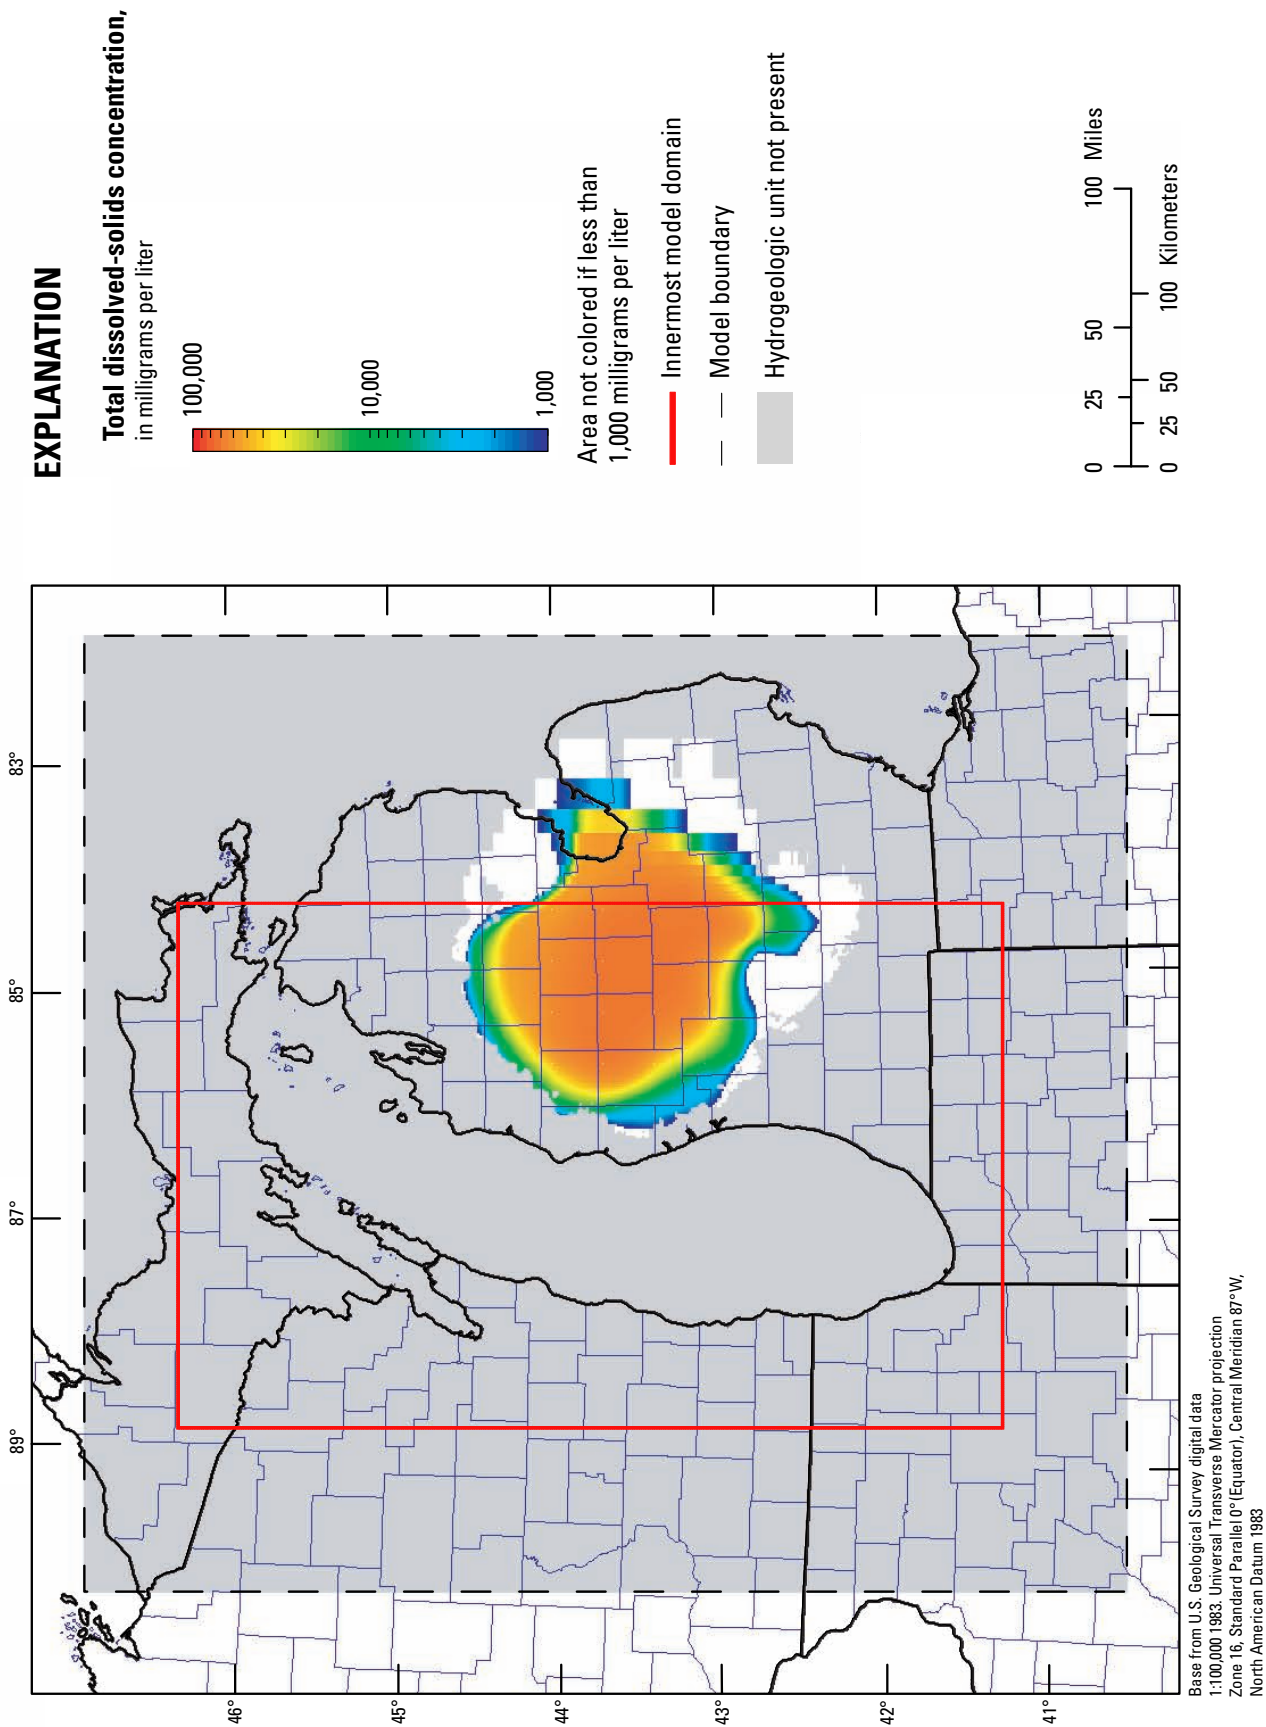 EXPLANATION
Total dissolved-solids concentration,
in milligrams per liter
100,000
10,000
1,000
Area not colored if less than
1,000 milligrams per liter
Innermost model domain
Model boundary
Hydrogeologic unit not present
0 25 50 100 Miles
0 25 50 100 Kilometers
89°
87°
85°
83°
46°
45°
44°
43°
42°
41°
Base from U.S. Geological Survey digital data
1:100,000 1983. Universal Transverse Mercator projection
Zone 16, Standard Parallel 0° (Equator), Central Meridian 87° W,
North American Datum 1983